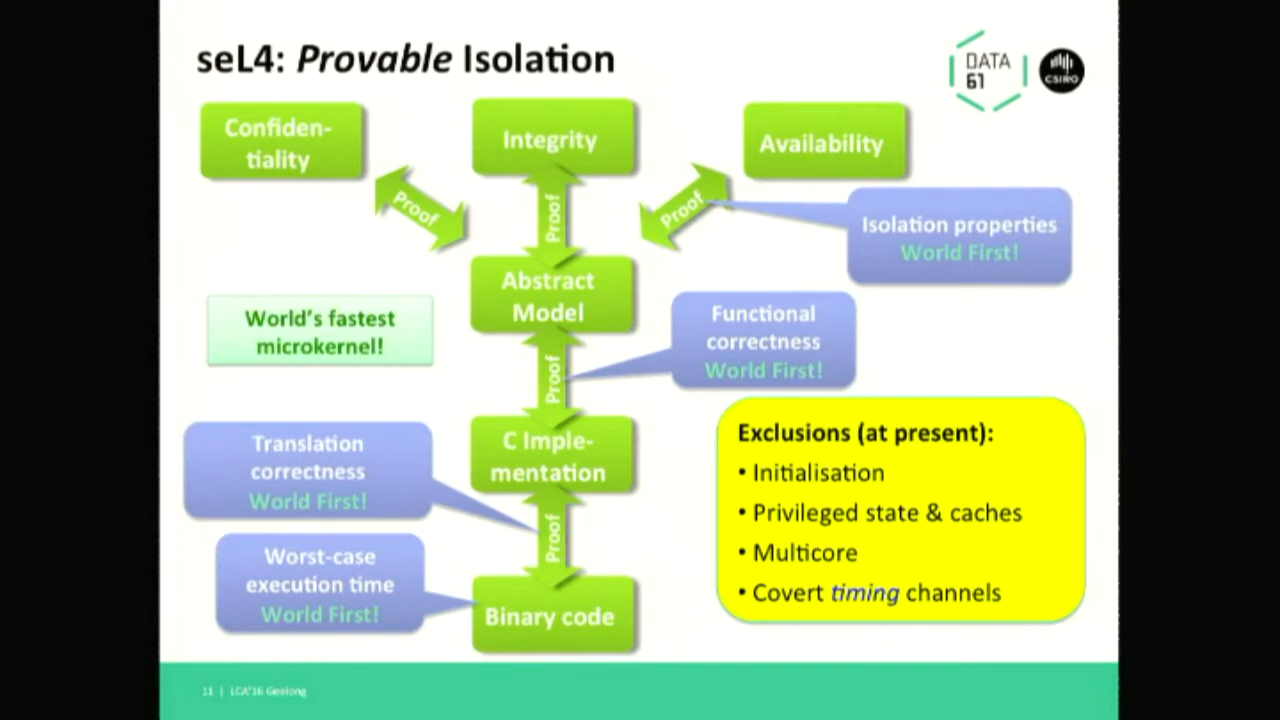 seL4: Provable Isolation
DATA
61
CSIRO
Confiden-
tiality
Integrity
Availability
Proof
Proof
Proof
Isolation properties
World First!
Abstract
Model
World's fastest
microkernel!
Functional
correctness
World First!
Proof
Exclusions (at present):
• Initialisation
• Privileged state & caches
• Multicore
• Covert timing channels
C Imple-
mentation
Translation
correctness
World First!
Proof
Worst-case
execution time
World First!
Binary code
11 | LCA'16 Geelong